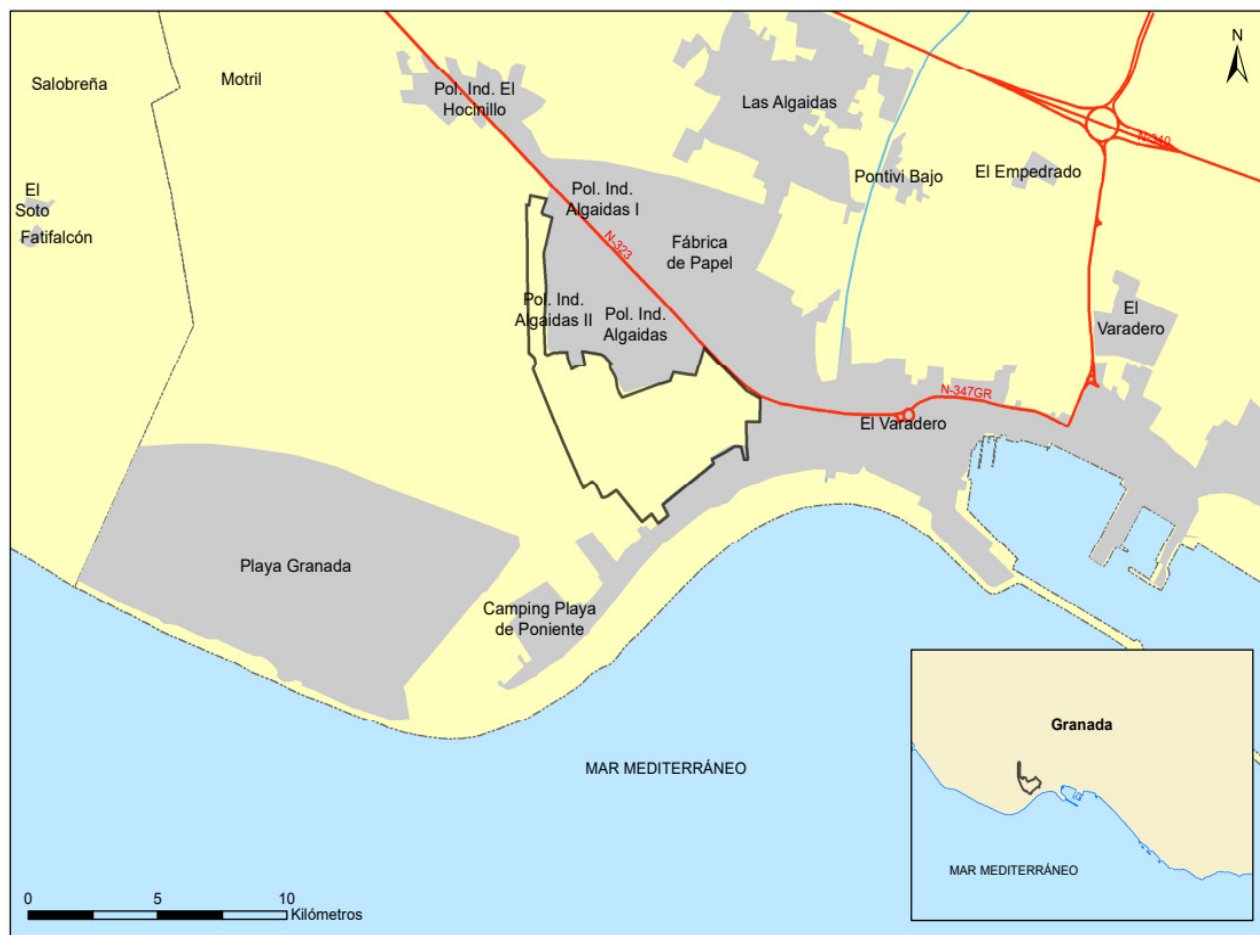 N
Salobreña
Motril
Pol. Ind. El
Hocinillo
Las Algaidas
N-340
El
Soto
Fatifalcón
Pol. Ind.
Algaidas I
Pontivi Bajo
El Empedrado
N-323
Fábrica
de Papel
Pol. Ind.
Algaidas II
Pol. Ind.
Algaidas
El
Varadero
N-347GR
El Varadero
Playa Granada
Camping Playa
de Poniente
MAR MEDITERRÁNEO
Granada
MAR MEDITERRÁNEO
0 5 10
Kilómetros